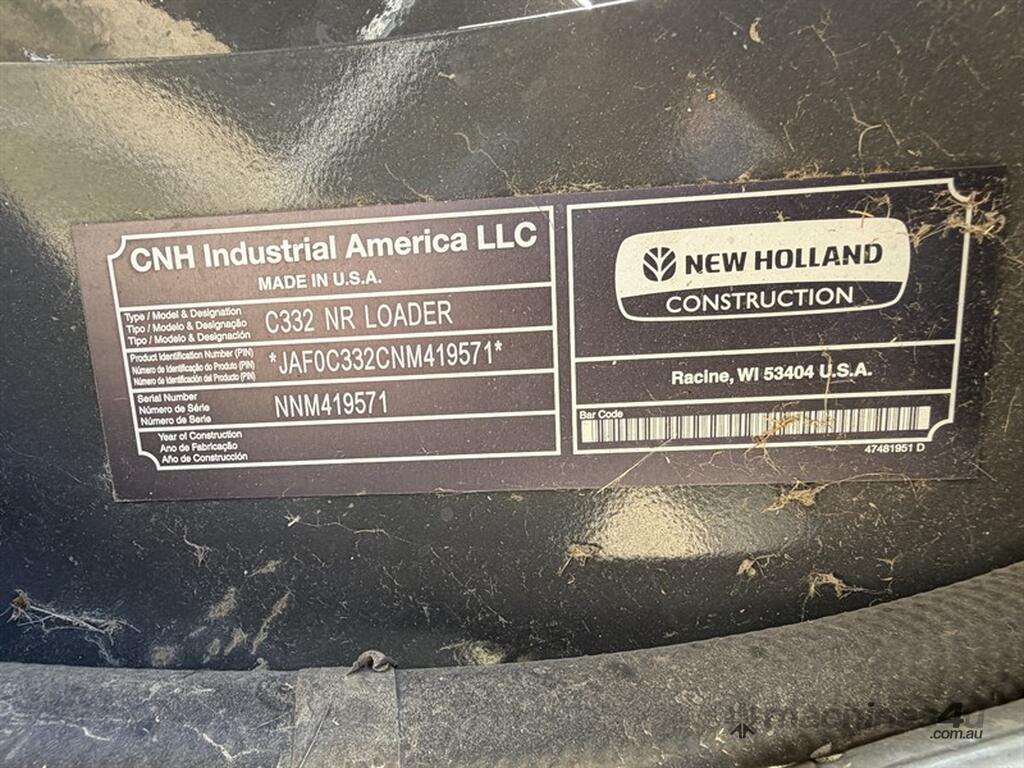 CNH Industrial America LLC
MADE IN U.S.A.
Type / Model & Designation
Tipo / Modelo & Designação
Tipo / Modelo & Designación
C332 NR LOADER
Product Identification Number (PIN)
Número de Identificação do Produto (PIN)
Número de Identificación del Producto (PIN)
*JAF0C332CNM419571*
Serial Number
Número de Série
Numero de Serie
NNM419571
Year of Construction
Ano de Fabricação
Año de Construcción
NEW HOLLAND
CONSTRUCTION
Racine, WI 53404 U.S.A.
Bar Code
47481951 D
machines4u
.com.au